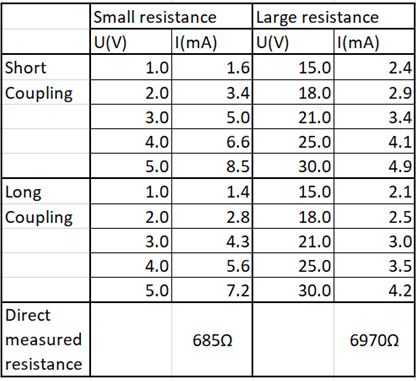 Small resistance Large resistance
U(V) I(mA) U(V) I(mA)
Short 1.0 1.6 15.0 2.4
Coupling 2.0 3.4 18.0 2.9
3.0 5.0 21.0 3.4
4.0 6.6 25.0 4.1
5.0 8.5 30.0 4.9
Long 1.0 1.4 15.0 2.1
Coupling 2.0 2.8 18.0 2.5
3.0 4.3 21.0 3.0
4.0 5.6 25.0 3.5
5.0 7.2 30.0 4.2
Direct
measured
resistance 685Ω 6970Ω